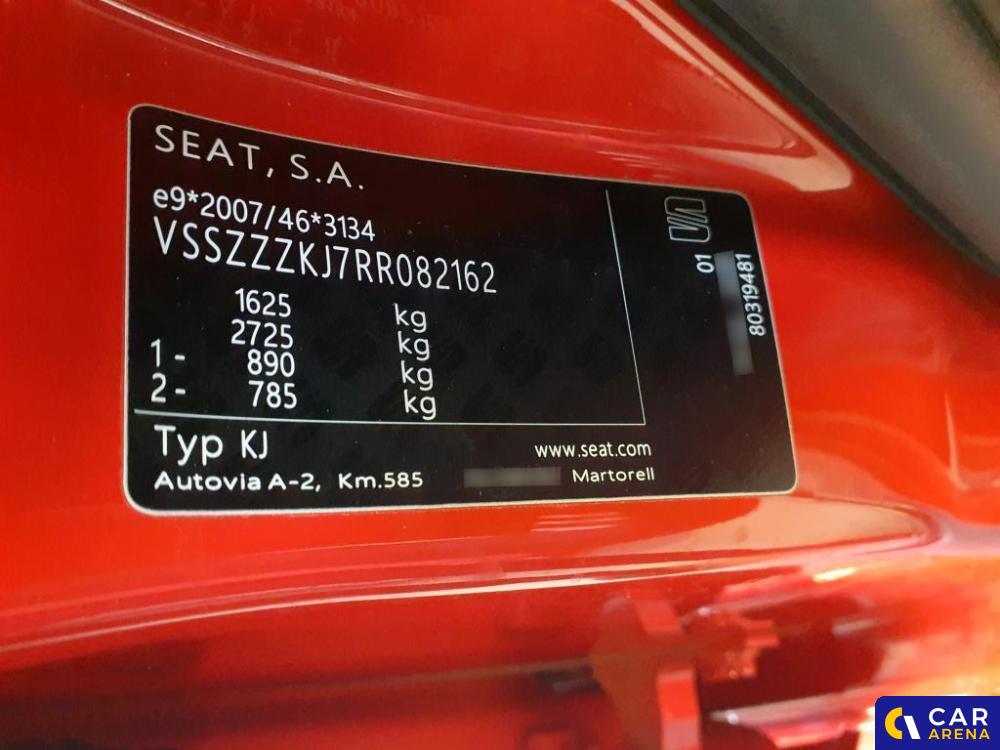 SEAT, S.A.
e9*2007/46*3134
VSSZZZKJ7RR082162
1625 kg
2725 kg
1 - 890 kg
2 - 785 kg
Typ KJ
www.seat.com
Autovia A-2, Km.585 Martorell
01
80319481
CAR
ARENA